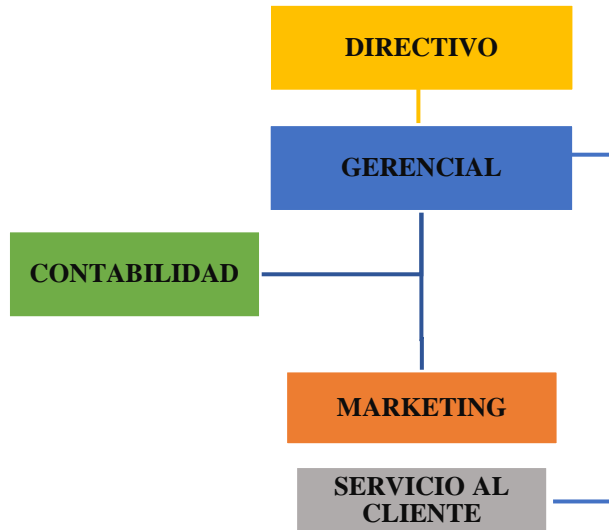 DIRECTIVO
GERENCIAL
CONTABILIDAD
MARKETING
SERVICIO AL
CLIENTE